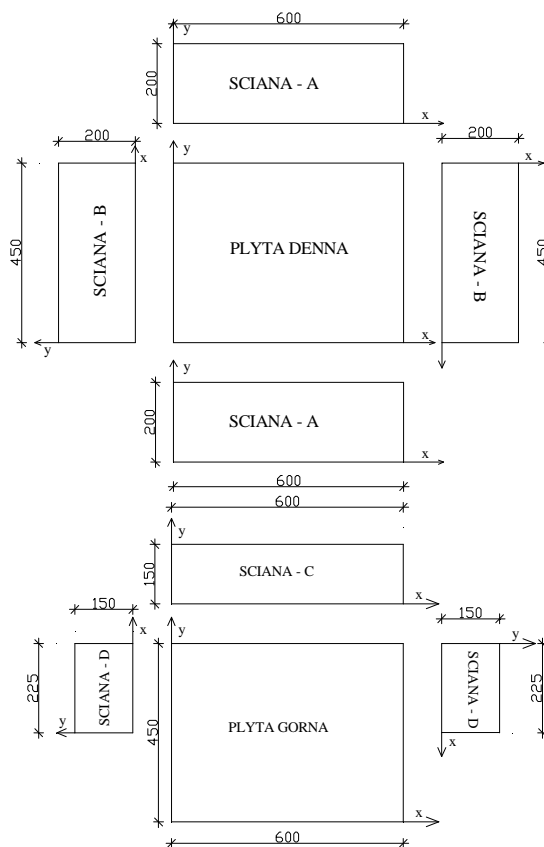 600
y
200
SCIANA - A
x
200
200
x
y
x
450
SCIANA - B
PLYTA DENNA
SCIANA - B
450
y
x
y
200
SCIANA - A
x
600
600
y
150
SCIANA - C
x
150
150
x
y
y
225
SCIANA - D
SCIANA - D
225
450
PLYTA GORNA
y
x
x
600